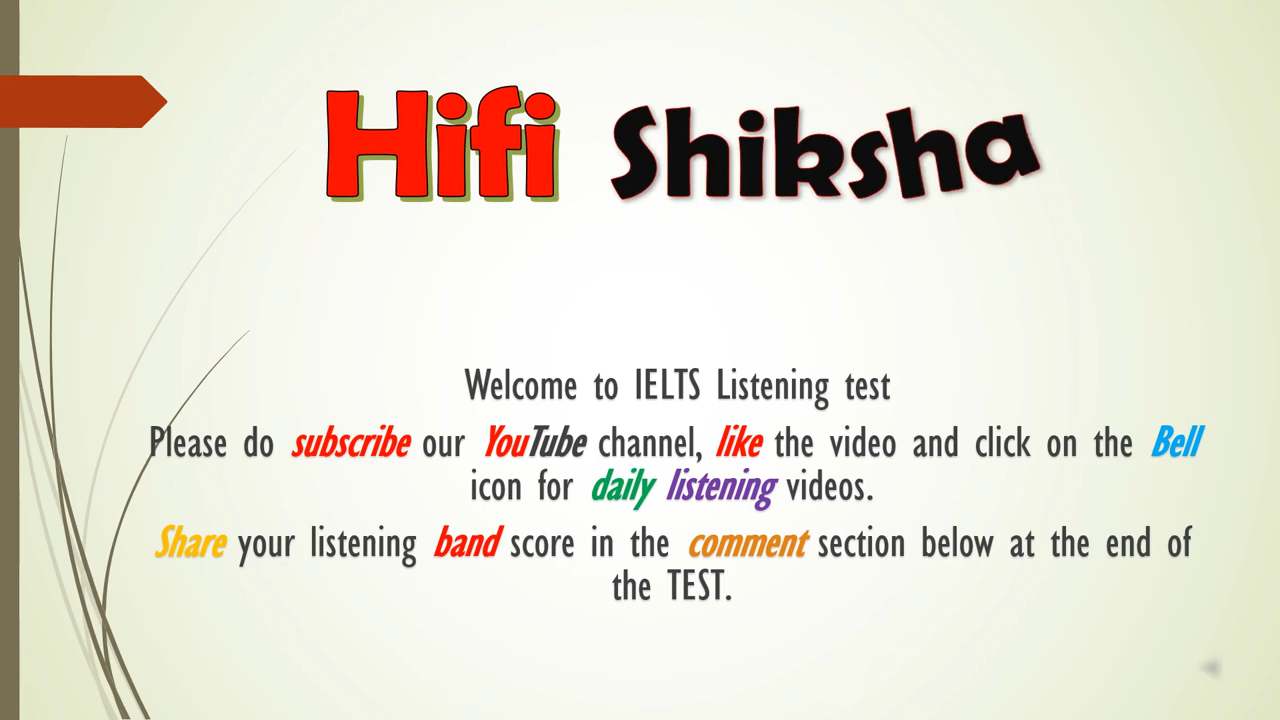 Hifi Shiksha
Welcome to IELTS Listening test
Please do subscribe our YouTube channel, like the video and click on the Bell
icon for daily listening videos.
Share your listening band score in the comment section below at the end of
the TEST.